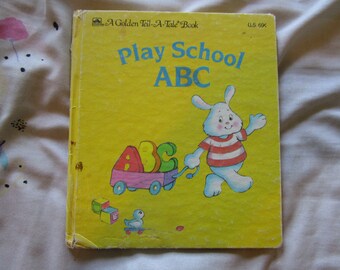 A Golden Tell-A-Tale Book
Play School
ABC
ABC